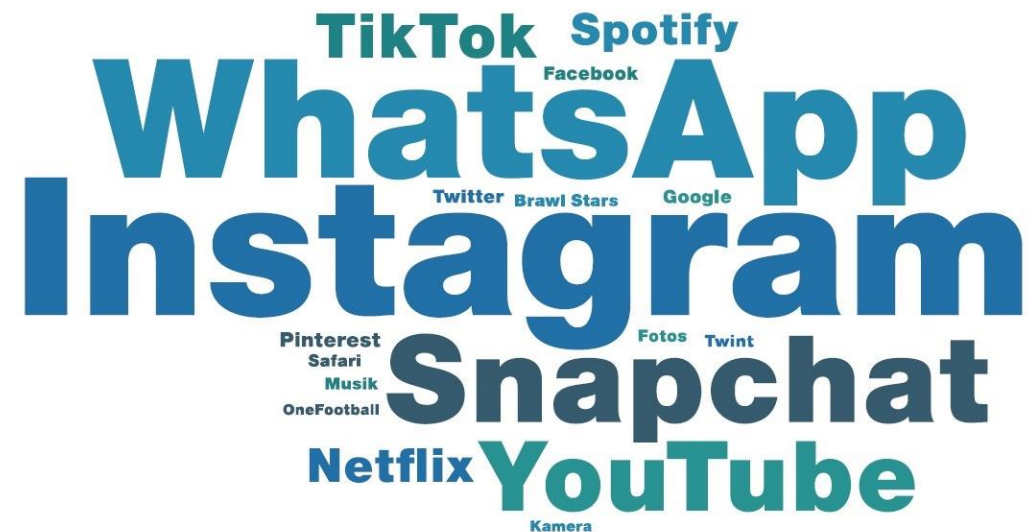 TikTok Spotify
Facebook
WhatsApp
Twitter Brawl Stars Google
Instagram
Pinterest Fotos Twint
Safari
Musik
OneFootball
Snapchat
Netflix YouTube
Kamera